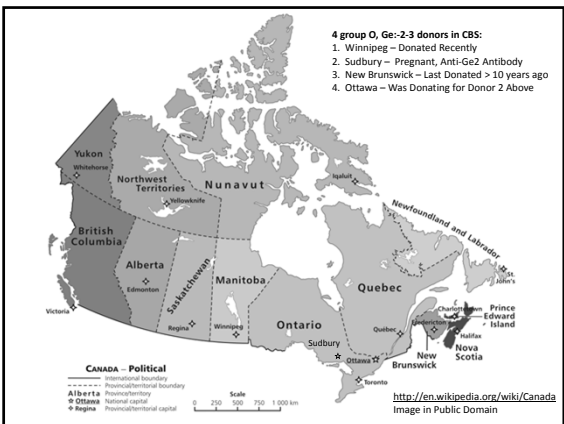 4 group O, Ge:-2-3 donors in CBS:
1. Winnipeg – Donated Recently
2. Sudbury – Pregnant, Anti-Ge2 Antibody
3. New Brunswick – Last Donated > 10 years ago
4. Ottawa – Was Donating for Donor 2 Above
Yukon
Whitehorse
Northwest
Territories
Yellowknife
Nunavut
Iqaluit
British
Columbia
Victoria
Alberta
Edmonton
Saskatchewan
Regina
Manitoba
Winnipeg
Ontario
Sudbury
Ottawa
Toronto
Quebec
Québec
Newfoundland and Labrador
St.
John's
Charlottetown
Prince
Edward
Island
Fredericton
Halifax
Nova
Scotia
New
Brunswick
CANADA – Political
International boundary
Provincial/territorial boundary
Alberta Province/territory
Ottawa National capital
Regina Provincial/territorial capital
Scale
0 250 500 750 1 000 km
http://en.wikipedia.org/wiki/Canada
Image in Public Domain